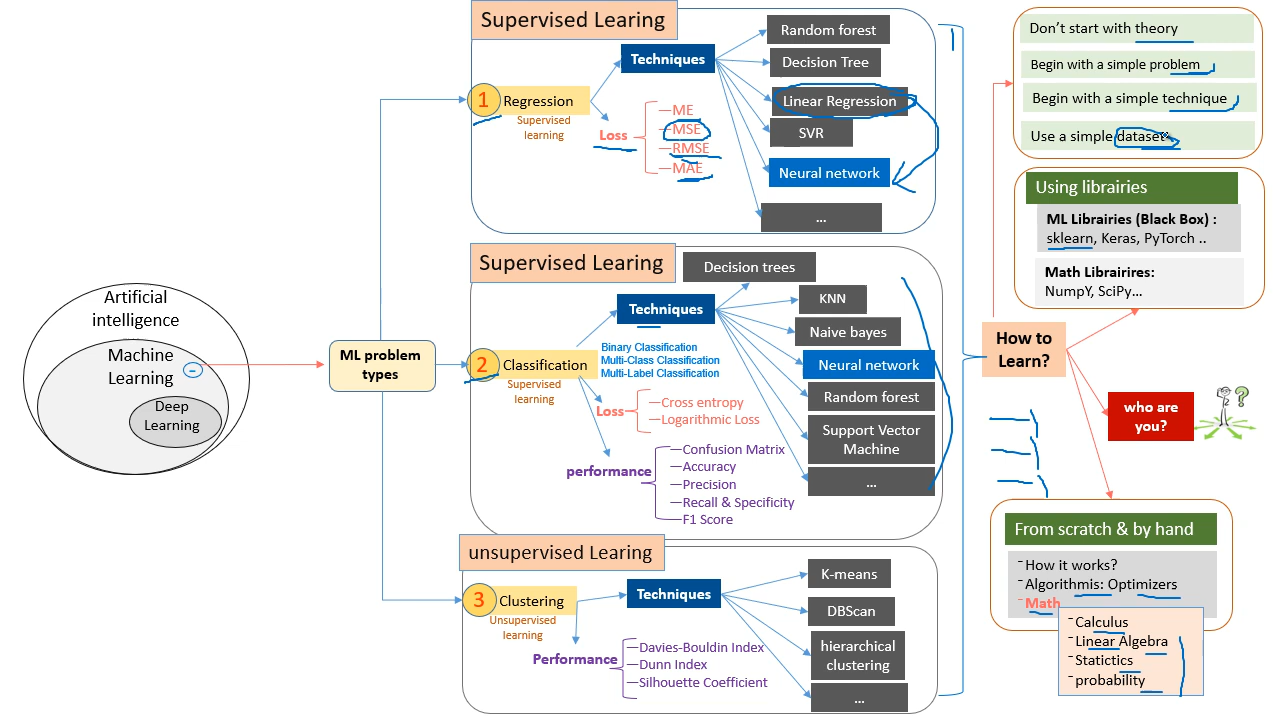 Artificial
intelligence
Machine
Learning
Deep
Learning
ML problem
types
Supervised Learing
1 Regression
Supervised
learning
Techniques
Random forest
Decision Tree
Linear Regression
SVR
Neural network
...
Loss
ME
MSE
RMSE
MAE
Supervised Learing
2 Classification
Supervised
learning
Techniques
Binary Classification
Multi-Class Classification
Multi-Label Classification
Decision trees
KNN
Naive bayes
Neural network
Random forest
Support Vector
Machine
...
Loss
Cross entropy
Logarithmic Loss
performance
Confusion Matrix
Accuracy
Precision
Recall & Specificity
F1 Score
unsupervised Learing
3 Clustering
Unsupervised
learning
Techniques
K-means
DBScan
hierarchical
clustering
...
Performance
Davies-Bouldin Index
Dunn Index
Silhouette Coefficient
How to
Learn?
Don't start with theory
Begin with a simple problem
Begin with a simple technique
Use a simple dataset
Using librairies
ML Librairies (Black Box) :
sklearn, Keras, PyTorch ..
Math Librairires:
NumpY, SciPy...
who are
you?
From scratch & by hand
- How it works?
- Algorithmis: Optimizers
- Math
- Calculus
- Linear Algebra
- Statictics
- probability